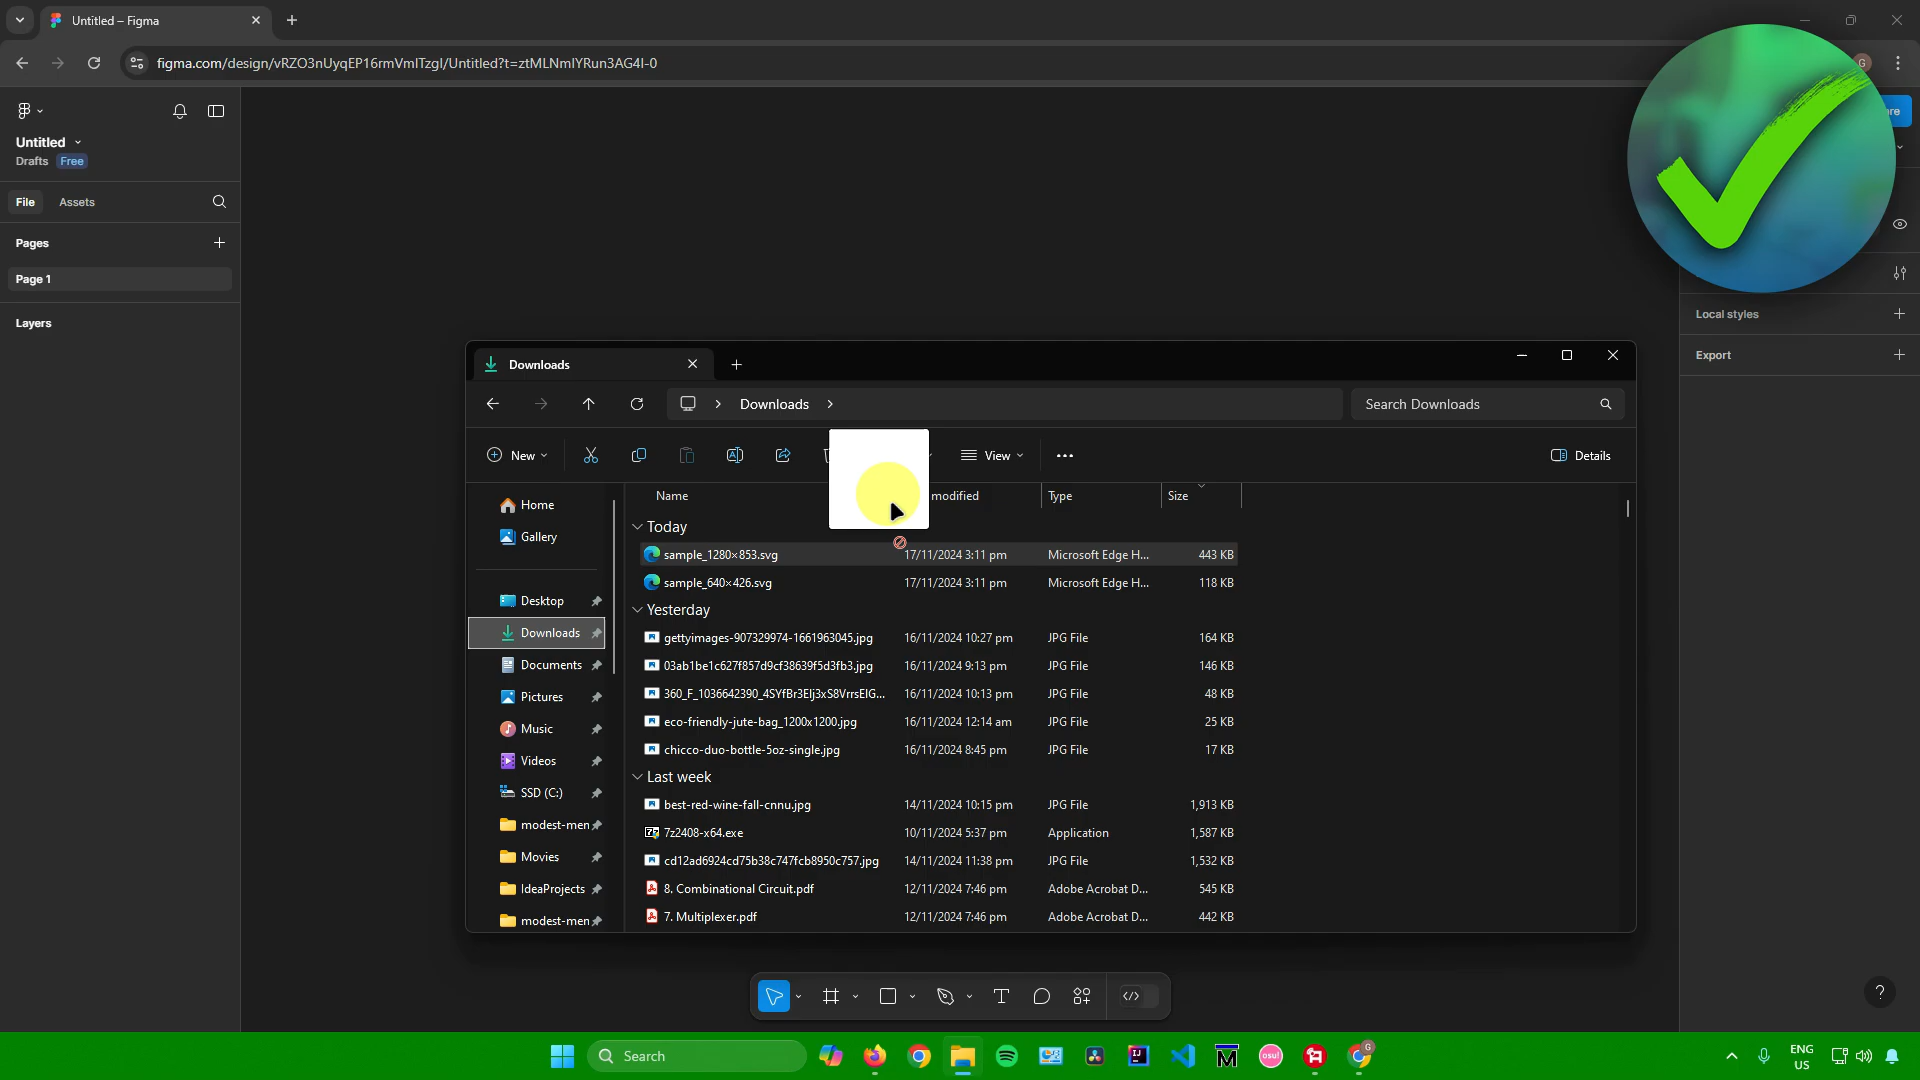 Untitled – Figma
figma.com/design/vRZO3nUyqEP16rmVmlTzgl/Untitled?t=ztMLNmlYRun3AG4I-0
G
Untitled
Drafts Free
File Assets
Pages
Page 1
Layers
Local styles
Export
Downloads
Downloads
Search Downloads
New
View
Details
Home
Gallery
Desktop
Downloads
Documents
Pictures
Music
Videos
SSD (C:)
modest-men
Movies
IdeaProjects
modest-men
Name modified Type Size
Today
sample_1280×853.svg 17/11/2024 3:11 pm Microsoft Edge H... 443 KB
sample_640×426.svg 17/11/2024 3:11 pm Microsoft Edge H... 118 KB
Yesterday
gettyimages-907329974-1661963045.jpg 16/11/2024 10:27 pm JPG File 164 KB
03ab1be1c627f857d9cf38639f5d3fb3.jpg 16/11/2024 9:13 pm JPG File 146 KB
360_F_1036642390_4SYfBr3Elj3xS8VrrsEIG... 16/11/2024 10:13 pm JPG File 48 KB
eco-friendly-jute-bag_1200x1200.jpg 16/11/2024 12:14 am JPG File 25 KB
chicco-duo-bottle-5oz-single.jpg 16/11/2024 8:45 pm JPG File 17 KB
Last week
best-red-wine-fall-cnnu.jpg 14/11/2024 10:15 pm JPG File 1,913 KB
7z2408-x64.exe 10/11/2024 5:37 pm Application 1,587 KB
cd12ad6924cd75b38c747fcb8950c757.jpg 14/11/2024 11:38 pm JPG File 1,532 KB
8. Combinational Circuit.pdf 12/11/2024 7:46 pm Adobe Acrobat D... 545 KB
7. Multiplexer.pdf 12/11/2024 7:46 pm Adobe Acrobat D... 442 KB
Search
osu!
G
ENG
US